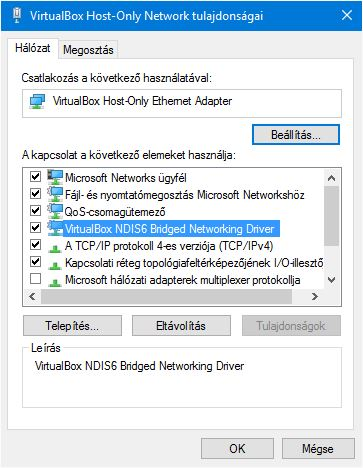 VirtualBox Host-Only Network tulajdonságai
Hálózat
Megosztás
Csatlakozás a következő használatával:
VirtualBox Host-Only Ethernet Adapter
Beállítás...
A kapcsolat a következő elemeket használja:
Microsoft Networks ügyfél
Fájl- és nyomtatómegosztás Microsoft Networkshöz
QoS-csomagütemező
VirtualBox NDIS6 Bridged Networking Driver
A TCP/IP protokoll 4-es verziója (TCP/IPv4)
Kapcsolati réteg topológiafeltérképezőjének I/O-illesztő
Microsoft hálózati adapterek multiplexer protokollja
Telepítés...
Eltávolítás
Tulajdonságok
Leírás
VirtualBox NDIS6 Bridged Networking Driver
OK
Mégse